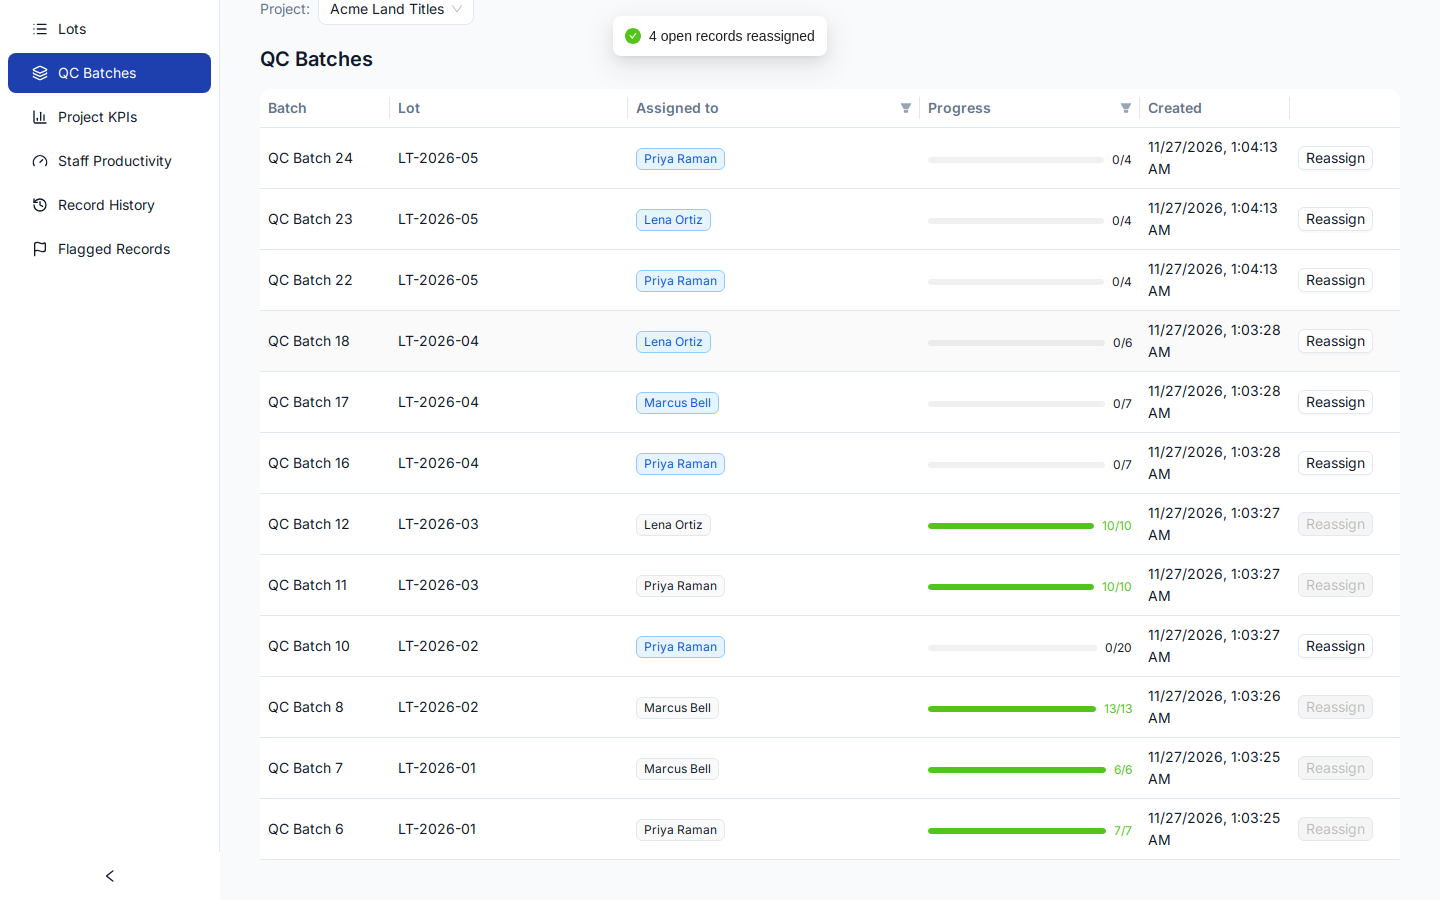 Project: Acme Land Titles
4 open records reassigned
Lots
QC Batches
Project KPIs
Staff Productivity
Record History
Flagged Records
QC Batches
Batch Lot Assigned to Progress Created
QC Batch 24 LT-2026-05 Priya Raman 0/4 11/27/2026, 1:04:13 AM Reassign
QC Batch 23 LT-2026-05 Lena Ortiz 0/4 11/27/2026, 1:04:13 AM Reassign
QC Batch 22 LT-2026-05 Priya Raman 0/4 11/27/2026, 1:04:13 AM Reassign
QC Batch 18 LT-2026-04 Lena Ortiz 0/6 11/27/2026, 1:03:28 AM Reassign
QC Batch 17 LT-2026-04 Marcus Bell 0/7 11/27/2026, 1:03:28 AM Reassign
QC Batch 16 LT-2026-04 Priya Raman 0/7 11/27/2026, 1:03:28 AM Reassign
QC Batch 12 LT-2026-03 Lena Ortiz 10/10 11/27/2026, 1:03:27 AM Reassign
QC Batch 11 LT-2026-03 Priya Raman 10/10 11/27/2026, 1:03:27 AM Reassign
QC Batch 10 LT-2026-02 Priya Raman 0/20 11/27/2026, 1:03:27 AM Reassign
QC Batch 8 LT-2026-02 Marcus Bell 13/13 11/27/2026, 1:03:26 AM Reassign
QC Batch 7 LT-2026-01 Marcus Bell 6/6 11/27/2026, 1:03:25 AM Reassign
QC Batch 6 LT-2026-01 Priya Raman 7/7 11/27/2026, 1:03:25 AM Reassign